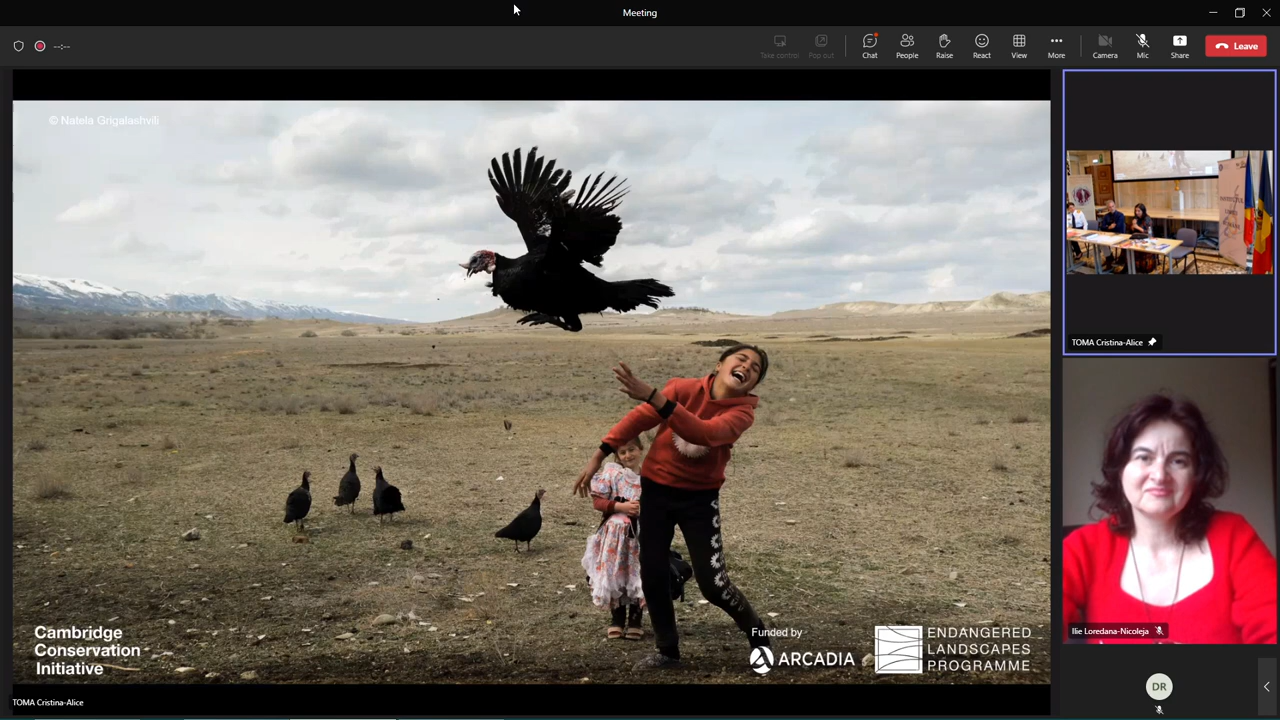 Meeting
--:--
Take control
Pop out
Chat
People
Raise
React
View
More
Camera
Mic
Share
Leave
© Natela Grigalashvili
Cambridge
Conservation
Initiative
Funded by
ARCADIA
ENDANGERED
LANDSCAPES
PROGRAMME
TOMA Cristina-Alice
TOMA Cristina-Alice
Ilie Loredana-Nicoleja
DR